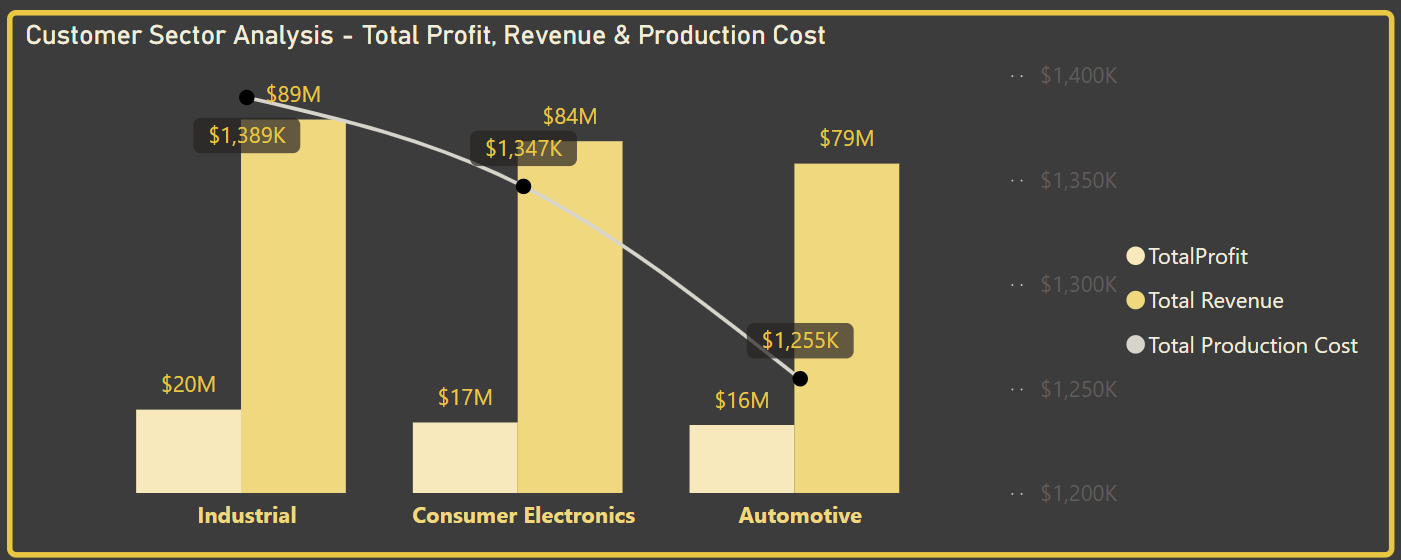 Customer Sector Analysis - Total Profit, Revenue & Production Cost
$89M
$1,389K
$84M
$1,347K
$79M
$1,255K
$20M
$17M
$16M
Industrial
Consumer Electronics
Automotive
$1,400K
$1,350K
$1,300K
$1,250K
$1,200K
TotalProfit
Total Revenue
Total Production Cost